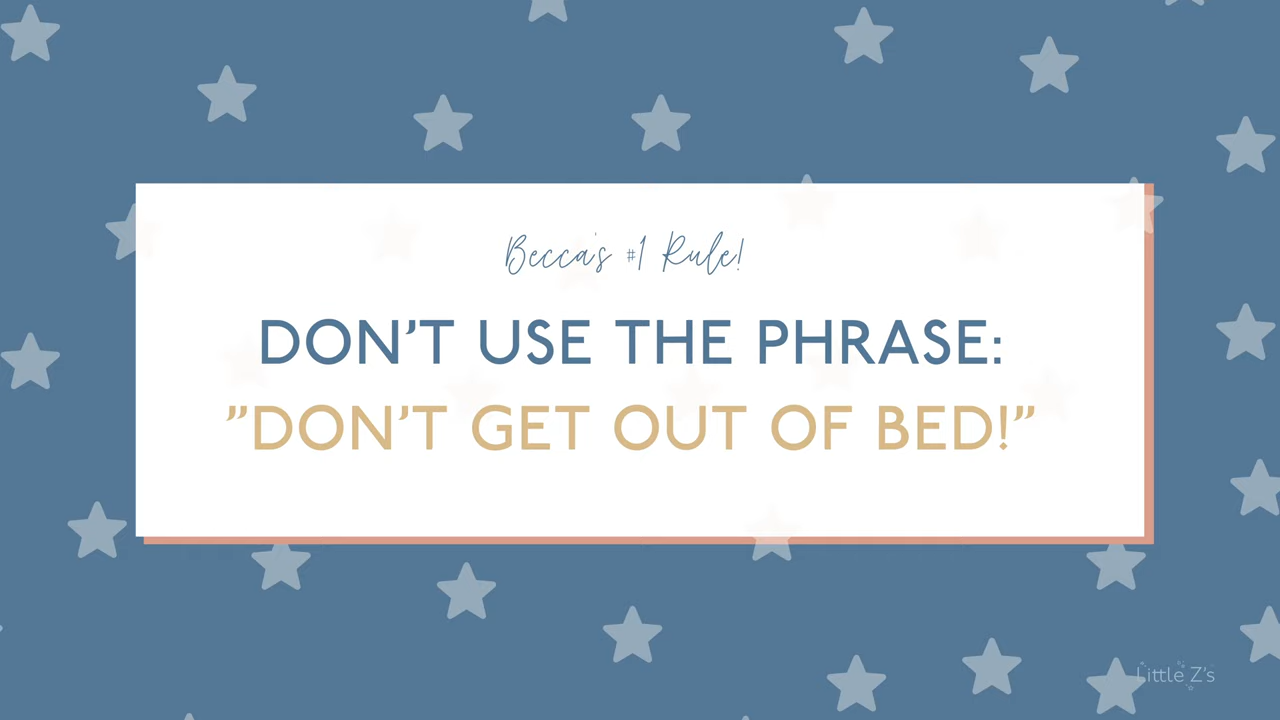 Becca's #1 Rule!
DON'T USE THE PHRASE:
"DON'T GET OUT OF BED!"
Little Z's